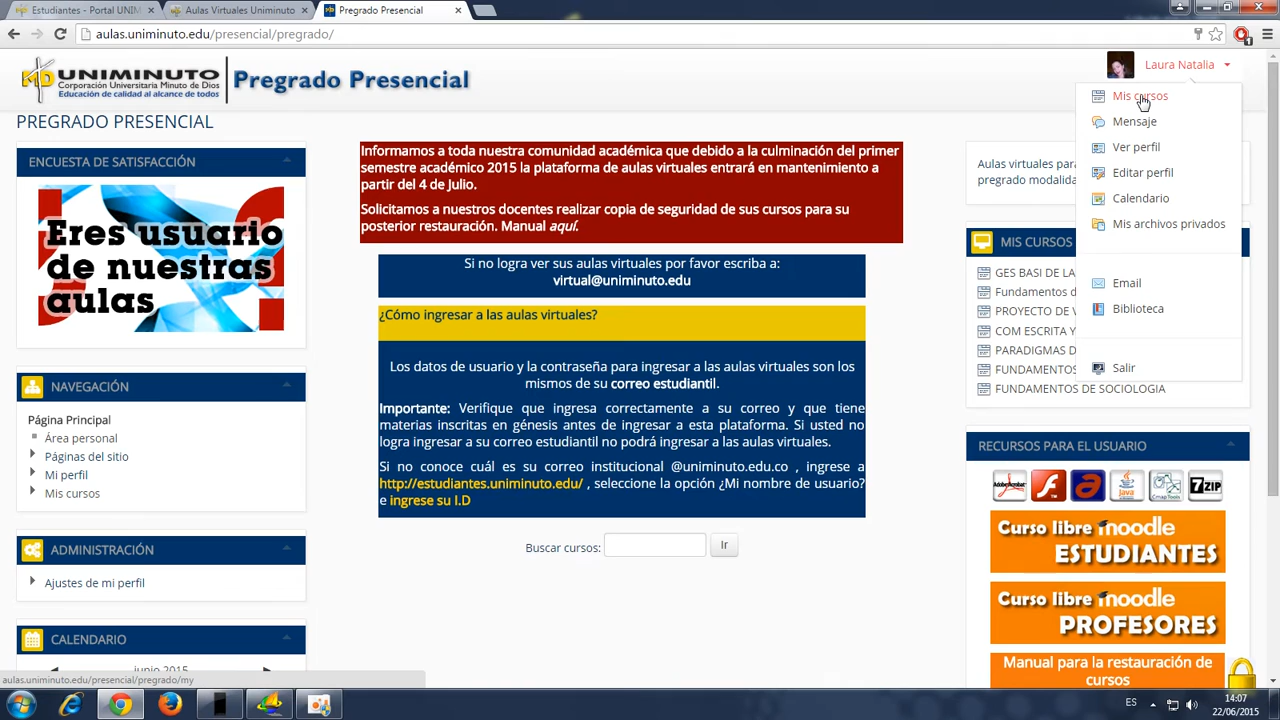 Estudiantes - Portal UNIM
Aulas Virtuales Uniminuto
Pregrado Presencial
aulas.uniminuto.edu/presencial/pregrado/
1
UNIMINUTO
Corporación Universitaria Minuto de Dios
Educación de calidad al alcance de todos
Pregrado Presencial
Laura Natalia
Mis cursos
Mensaje
Ver perfil
Editar perfil
Calendario
Mis archivos privados
Email
Biblioteca
Salir
PREGRADO PRESENCIAL
ENCUESTA DE SATISFACCIÓN
Eres usuario
de nuestras
aulas
NAVEGACIÓN
Página Principal
Área personal
Páginas del sitio
Mi perfil
Mis cursos
ADMINISTRACIÓN
Ajustes de mi perfil
CALENDARIO
junio 2015
Informamos a toda nuestra comunidad académica que debido a la culminación del primer
semestre académico 2015 la plataforma de aulas virtuales entrará en mantenimiento a
partir del 4 de Julio.
Solicitamos a nuestros docentes realizar copia de seguridad de sus cursos para su
posterior restauración. Manual aquí.
Si no logra ver sus aulas virtuales por favor escriba a:
virtual@uniminuto.edu
¿Cómo ingresar a las aulas virtuales?
Los datos de usuario y la contraseña para ingresar a las aulas virtuales son los
mismos de su correo estudiantil.
Importante: Verifique que ingresa correctamente a su correo y que tiene
materias inscritas en génesis antes de ingresar a esta plataforma. Si usted no
logra ingresar a su correo estudiantil no podrá ingresar a las aulas virtuales.
Si no conoce cuál es su correo institucional @uniminuto.edu.co , ingrese a
http://estudiantes.uniminuto.edu/ , seleccione la opción ¿Mi nombre de usuario?
e ingrese su I.D
Buscar cursos:
Ir
Aulas virtuales para
pregrado modalida
MIS CURSOS
GES BASI DE LA
Fundamentos d
PROYECTO DE V
COM ESCRITA Y
PARADIGMAS D
FUNDAMENTOS
FUNDAMENTOS DE SOCIOLOGIA
RECURSOS PARA EL USUARIO
Adobe Acrobat
Java
Cmap Tools
7ZIP
Curso libre moodle
ESTUDIANTES
Curso libre moodle
PROFESORES
Manual para la restauración de
cursos
aulas.uniminuto.edu/presencial/pregrado/my
ES
14:07
22/06/2015